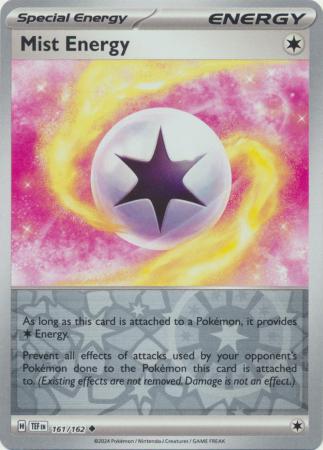 Special Energy ENERGY
Mist Energy
As long as this card is attached to a Pokémon, it provides
Energy.
Prevent all effects of attacks used by your opponent's
Pokémon done to the Pokémon this card is attached
to. (Existing effects are not removed. Damage is not an effect.)
H TEF EN 161/162 ◆
©2024 Pokémon / Nintendo / Creatures / GAME FREAK